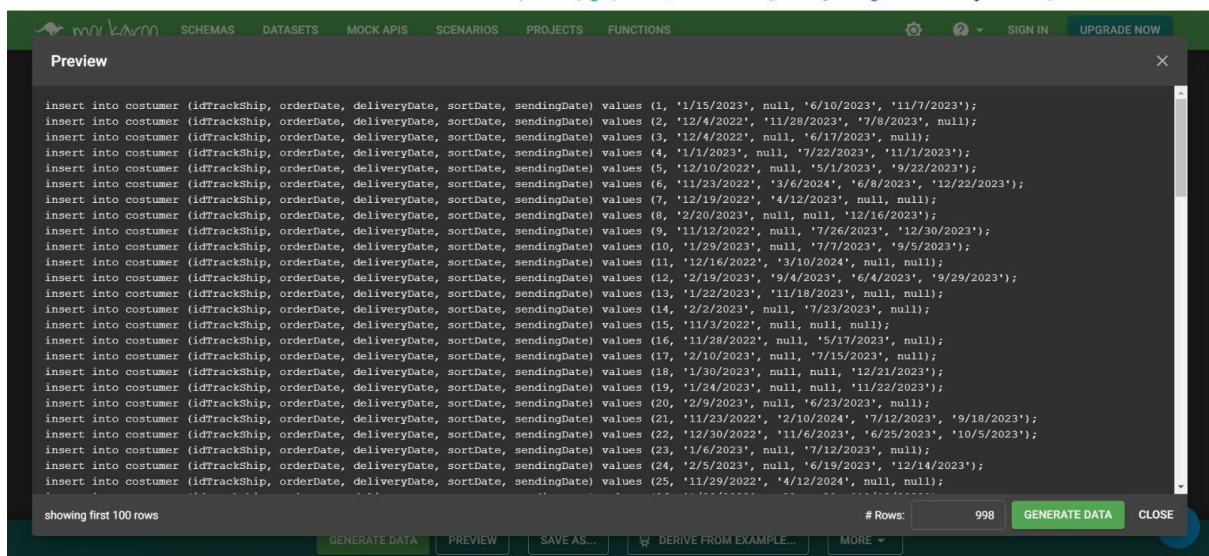 mockaroo SCHEMAS DATASETS MOCK APIS SCENARIOS PROJECTS FUNCTIONS SIGN IN UPGRADE NOW
Preview
insert into costumer (idTrackShip, orderDate, deliveryDate, sortDate, sendingDate) values (1, '1/15/2023', null, '6/10/2023', '11/7/2023');
insert into costumer (idTrackShip, orderDate, deliveryDate, sortDate, sendingDate) values (2, '12/4/2022', '11/28/2023', '7/8/2023', null);
insert into costumer (idTrackShip, orderDate, deliveryDate, sortDate, sendingDate) values (3, '12/4/2022', null, '6/17/2023', null);
insert into costumer (idTrackShip, orderDate, deliveryDate, sortDate, sendingDate) values (4, '1/1/2023', null, '7/22/2023', '11/1/2023');
insert into costumer (idTrackShip, orderDate, deliveryDate, sortDate, sendingDate) values (5, '12/10/2022', null, '5/1/2023', '9/22/2023');
insert into costumer (idTrackShip, orderDate, deliveryDate, sortDate, sendingDate) values (6, '11/23/2022', '3/6/2024', '6/8/2023', '12/22/2023');
insert into costumer (idTrackShip, orderDate, deliveryDate, sortDate, sendingDate) values (7, '12/19/2022', '4/12/2023', null, null);
insert into costumer (idTrackShip, orderDate, deliveryDate, sortDate, sendingDate) values (8, '2/20/2023', null, null, '12/16/2023');
insert into costumer (idTrackShip, orderDate, deliveryDate, sortDate, sendingDate) values (9, '11/12/2022', null, '7/26/2023', '12/30/2023');
insert into costumer (idTrackShip, orderDate, deliveryDate, sortDate, sendingDate) values (10, '1/29/2023', null, '7/7/2023', '9/5/2023');
insert into costumer (idTrackShip, orderDate, deliveryDate, sortDate, sendingDate) values (11, '12/16/2022', '3/10/2024', null, null);
insert into costumer (idTrackShip, orderDate, deliveryDate, sortDate, sendingDate) values (12, '2/19/2023', '9/4/2023', '6/4/2023', '9/29/2023');
insert into costumer (idTrackShip, orderDate, deliveryDate, sortDate, sendingDate) values (13, '1/22/2023', '11/18/2023', null, null);
insert into costumer (idTrackShip, orderDate, deliveryDate, sortDate, sendingDate) values (14, '2/2/2023', null, '7/23/2023', null);
insert into costumer (idTrackShip, orderDate, deliveryDate, sortDate, sendingDate) values (15, '11/3/2022', null, null, null);
insert into costumer (idTrackShip, orderDate, deliveryDate, sortDate, sendingDate) values (16, '11/28/2022', null, '5/17/2023', null);
insert into costumer (idTrackShip, orderDate, deliveryDate, sortDate, sendingDate) values (17, '2/10/2023', null, '7/15/2023', null);
insert into costumer (idTrackShip, orderDate, deliveryDate, sortDate, sendingDate) values (18, '1/30/2023', null, null, '12/21/2023');
insert into costumer (idTrackShip, orderDate, deliveryDate, sortDate, sendingDate) values (19, '1/24/2023', null, null, '11/22/2023');
insert into costumer (idTrackShip, orderDate, deliveryDate, sortDate, sendingDate) values (20, '2/9/2023', null, '6/23/2023', null);
insert into costumer (idTrackShip, orderDate, deliveryDate, sortDate, sendingDate) values (21, '11/23/2022', '2/10/2024', '7/12/2023', '9/18/2023');
insert into costumer (idTrackShip, orderDate, deliveryDate, sortDate, sendingDate) values (22, '12/30/2022', '11/6/2023', '6/25/2023', '10/5/2023');
insert into costumer (idTrackShip, orderDate, deliveryDate, sortDate, sendingDate) values (23, '1/6/2023', null, '7/12/2023', null);
insert into costumer (idTrackShip, orderDate, deliveryDate, sortDate, sendingDate) values (24, '2/5/2023', null, '6/19/2023', '12/14/2023');
insert into costumer (idTrackShip, orderDate, deliveryDate, sortDate, sendingDate) values (25, '11/29/2022', '4/12/2024', null, null);
showing first 100 rows # Rows: 998 GENERATE DATA CLOSE
GENERATE DATA PREVIEW SAVE AS... DERIVE FROM EXAMPLE... MORE